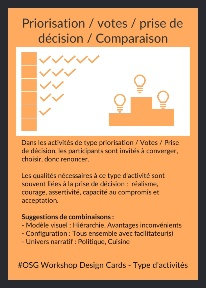 Priorisation / votes / prise de
décision / Comparaison
Dans les activités de type priorisation / Votes / Prise
de décision, les participants sont invités à converger,
choisir, donc renoncer.
Les qualités nécessaires à ce type d'activité sont
souvent liées à la prise de décision : réalisme,
courage, assertivité, capacité au compromis et
acceptation.
Suggestions de combinaisons :
- Modèle visuel : Hiérarchie, Avantages inconvénients
- Configuration : Tous ensemble avec facilitateur(s)
- Univers narratif : Politique, Cuisine
#OSG Workshop Design Cards - Type d'activités